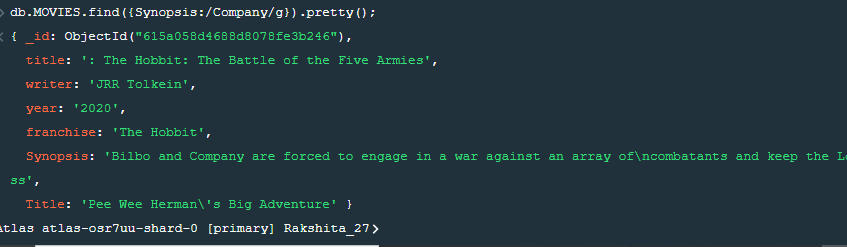 > db.MOVIES.find({Synopsis:/Company/g}).pretty();
< { _id: ObjectId("615a058d4688d8078fe3b246"),
title: ': The Hobbit: The Battle of the Five Armies',
writer: 'JRR Tolkein',
year: '2020',
franchise: 'The Hobbit',
Synopsis: 'Bilbo and Company are forced to engage in a war against an array of\ncombatants and keep the Lo
ss',
Title: 'Pee Wee Herman\'s Big Adventure' }
Atlas atlas-osr7uu-shard-0 [primary] Rakshita_27>